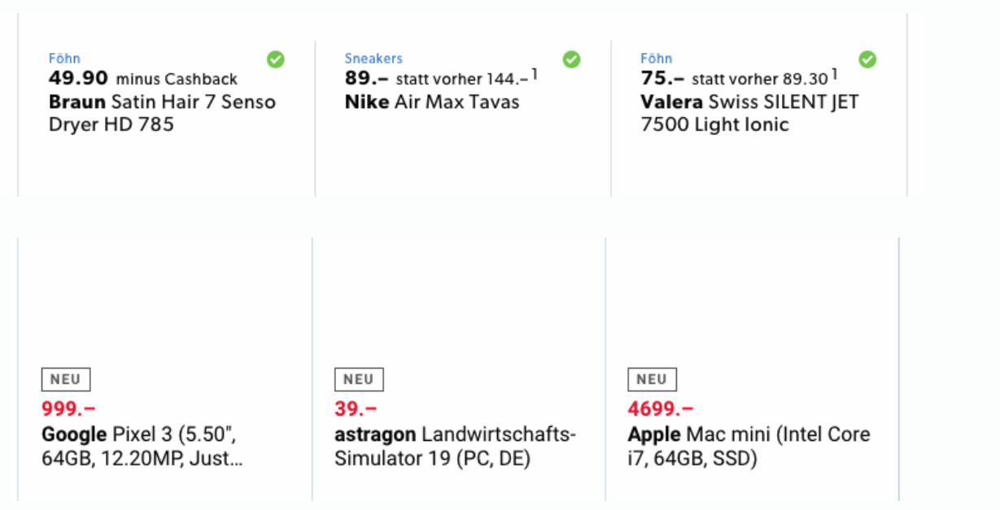 Föhn
49.90 minus Cashback
Braun Satin Hair 7 Senso
Dryer HD 785
Sneakers
89.– statt vorher 144.–1
Nike Air Max Tavas
Föhn
75.– statt vorher 89.30 1
Valera Swiss SILENT JET
7500 Light Ionic
NEU
999.–
Google Pixel 3 (5.50",
64GB, 12.20MP, Just...
NEU
39.–
astragon Landwirtschafts-
Simulator 19 (PC, DE)
NEU
4699.–
Apple Mac mini (Intel Core
i7, 64GB, SSD)